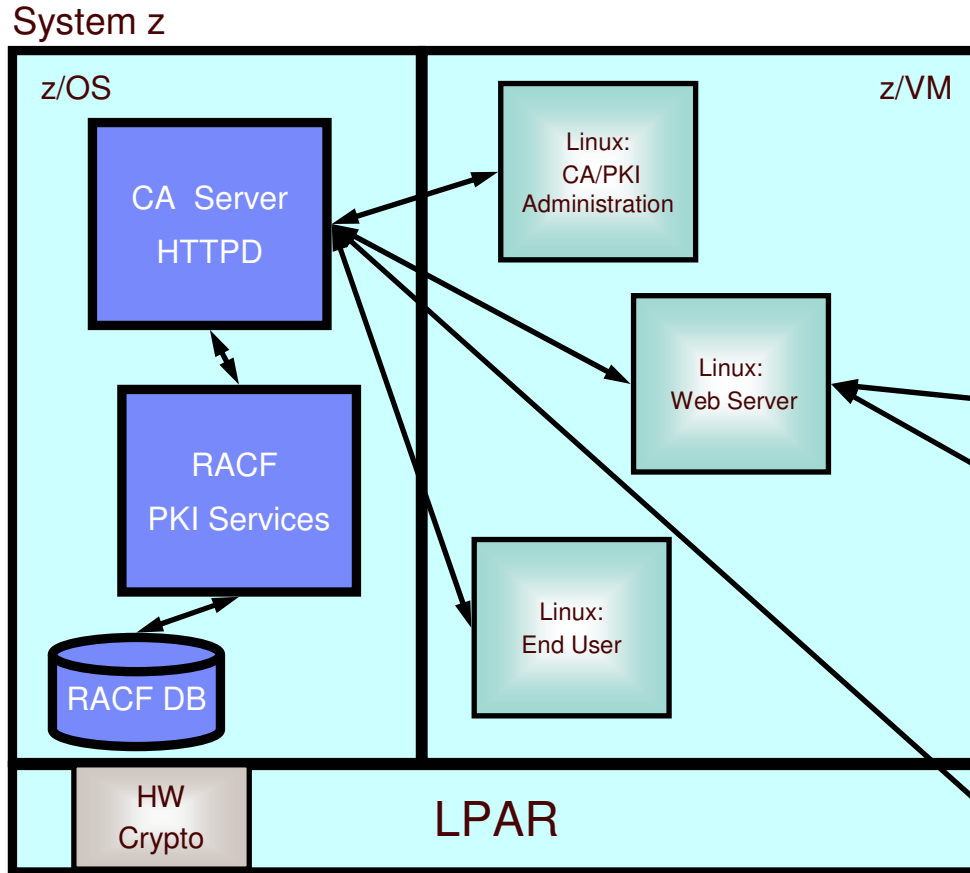 System z
z/OS
z/VM
CA Server
HTTPD
Linux:
CA/PKI
Administration
Linux:
Web Server
RACF
PKI Services
Linux:
End User
RACF DB
HW
Crypto
LPAR